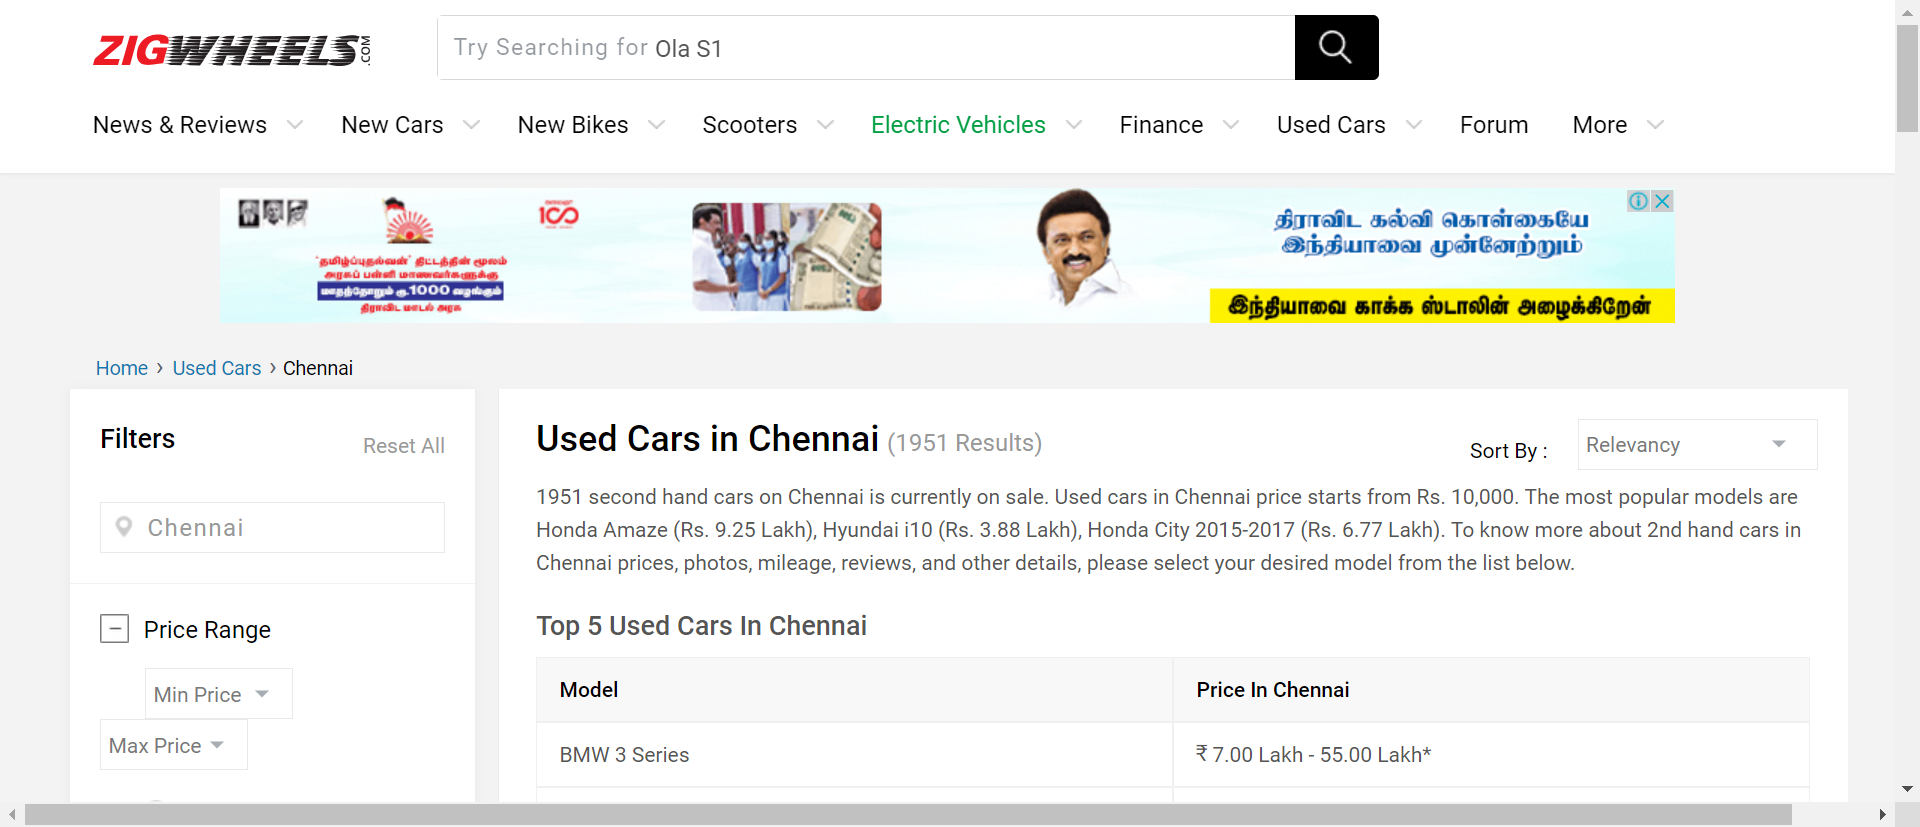 ZIGWHEELS.COM
Try Searching for Ola S1
News & Reviews
New Cars
New Bikes
Scooters
Electric Vehicles
Finance
Used Cars
Forum
More
100
'தமிழ்ப்புதல்வன்' திட்டத்தின் மூலம்
அரசுப் பள்ளி மாணவர்களுக்கு
மாதந்தோறும் ரூ.1000 வழங்கும்
திராவிட மாடல் அரசு
திராவிட கல்வி கொள்கையே
இந்தியாவை முன்னேற்றும்
இந்தியாவை காக்க ஸ்டாலின் அழைக்கிறேன்
Home › Used Cars › Chennai
Filters
Reset All
Chennai
Price Range
Min Price
Max Price
Used Cars in Chennai (1951 Results)
Sort By :
Relevancy
1951 second hand cars on Chennai is currently on sale. Used cars in Chennai price starts from Rs. 10,000. The most popular models are
Honda Amaze (Rs. 9.25 Lakh), Hyundai i10 (Rs. 3.88 Lakh), Honda City 2015-2017 (Rs. 6.77 Lakh). To know more about 2nd hand cars in
Chennai prices, photos, mileage, reviews, and other details, please select your desired model from the list below.
Top 5 Used Cars In Chennai
Model
Price In Chennai
BMW 3 Series
₹ 7.00 Lakh - 55.00 Lakh*